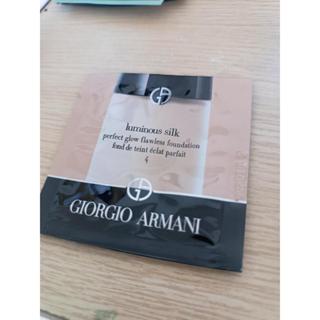 luminous silk
perfect glow flawless foundation
fond de teint éclat parfait
4
GIORGIO ARMANI